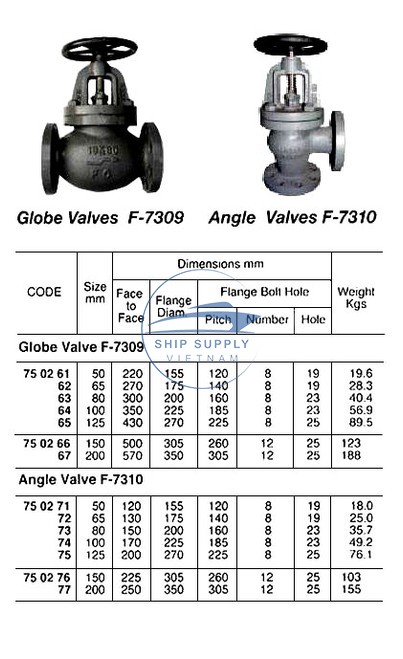 Globe Valves F-7309 Angle Valves F-7310
Dimensions mm
CODE Size mm Face to Face Flange Diam. Flange Bolt Hole Weight Kgs
Pitch Number Hole
SHIP SUPPLY
VIETNAM
Globe Valve F-7309
75 02 61 50 220 155 120 8 19 19.6
62 65 270 175 140 8 19 28.3
63 80 300 200 160 8 23 40.4
64 100 350 225 185 8 23 56.9
65 125 430 270 225 8 25 89.5
75 02 66 150 500 305 260 12 25 123
67 200 570 350 305 12 25 188
Angle Valve F-7310
75 02 71 50 120 155 120 8 19 18.0
72 65 130 175 140 8 19 25.0
73 80 150 200 160 8 23 35.7
74 100 170 225 185 8 23 49.2
75 125 200 270 225 8 25 76.1
75 02 76 150 225 305 260 12 25 103
77 200 250 350 305 12 25 155